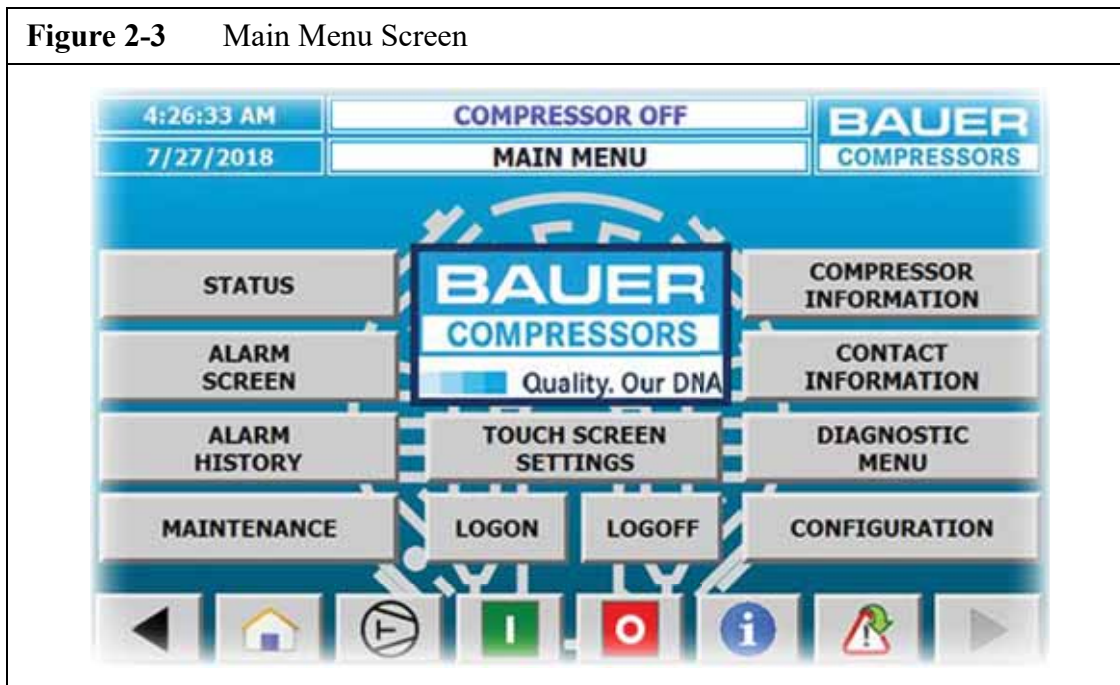 Figure 2-3 Main Menu Screen
4:26:33 AM
COMPRESSOR OFF
BAUER
7/27/2018
MAIN MENU
COMPRESSORS
STATUS
BAUER
COMPRESSORS
Quality. Our DNA
COMPRESSOR
INFORMATION
ALARM
SCREEN
CONTACT
INFORMATION
ALARM
HISTORY
TOUCH SCREEN
SETTINGS
DIAGNOSTIC
MENU
MAINTENANCE
LOGON
LOGOFF
CONFIGURATION